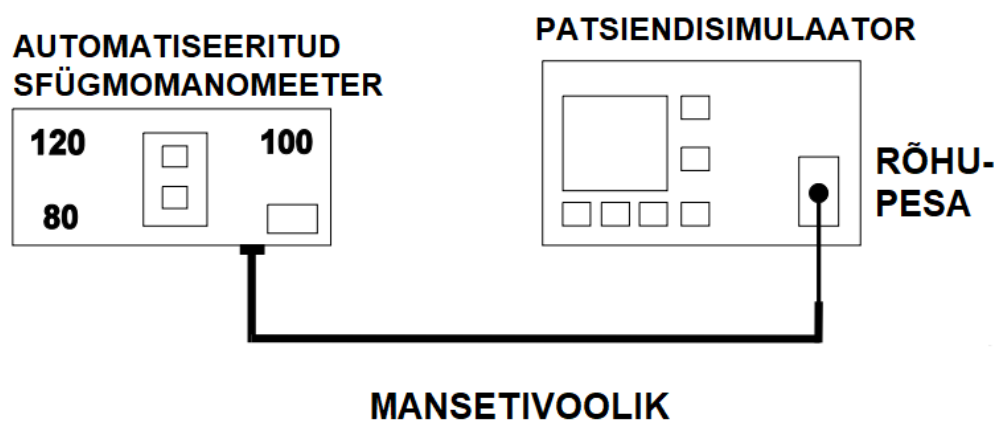 AUTOMATISEERITUD
SFÜGMOMANOMEETER
120
100
80
PATSIENDISIMULAATOR
RÕHU-
PESA
MANSETIVOOLIK